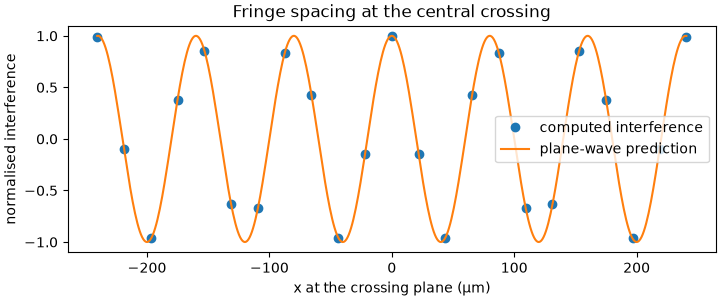 Fringe spacing at the central crossing
normalised interference
1.0
0.5
0.0
−0.5
−1.0
computed interference
plane-wave prediction
−200
−100
0
100
200
x at the crossing plane (µm)